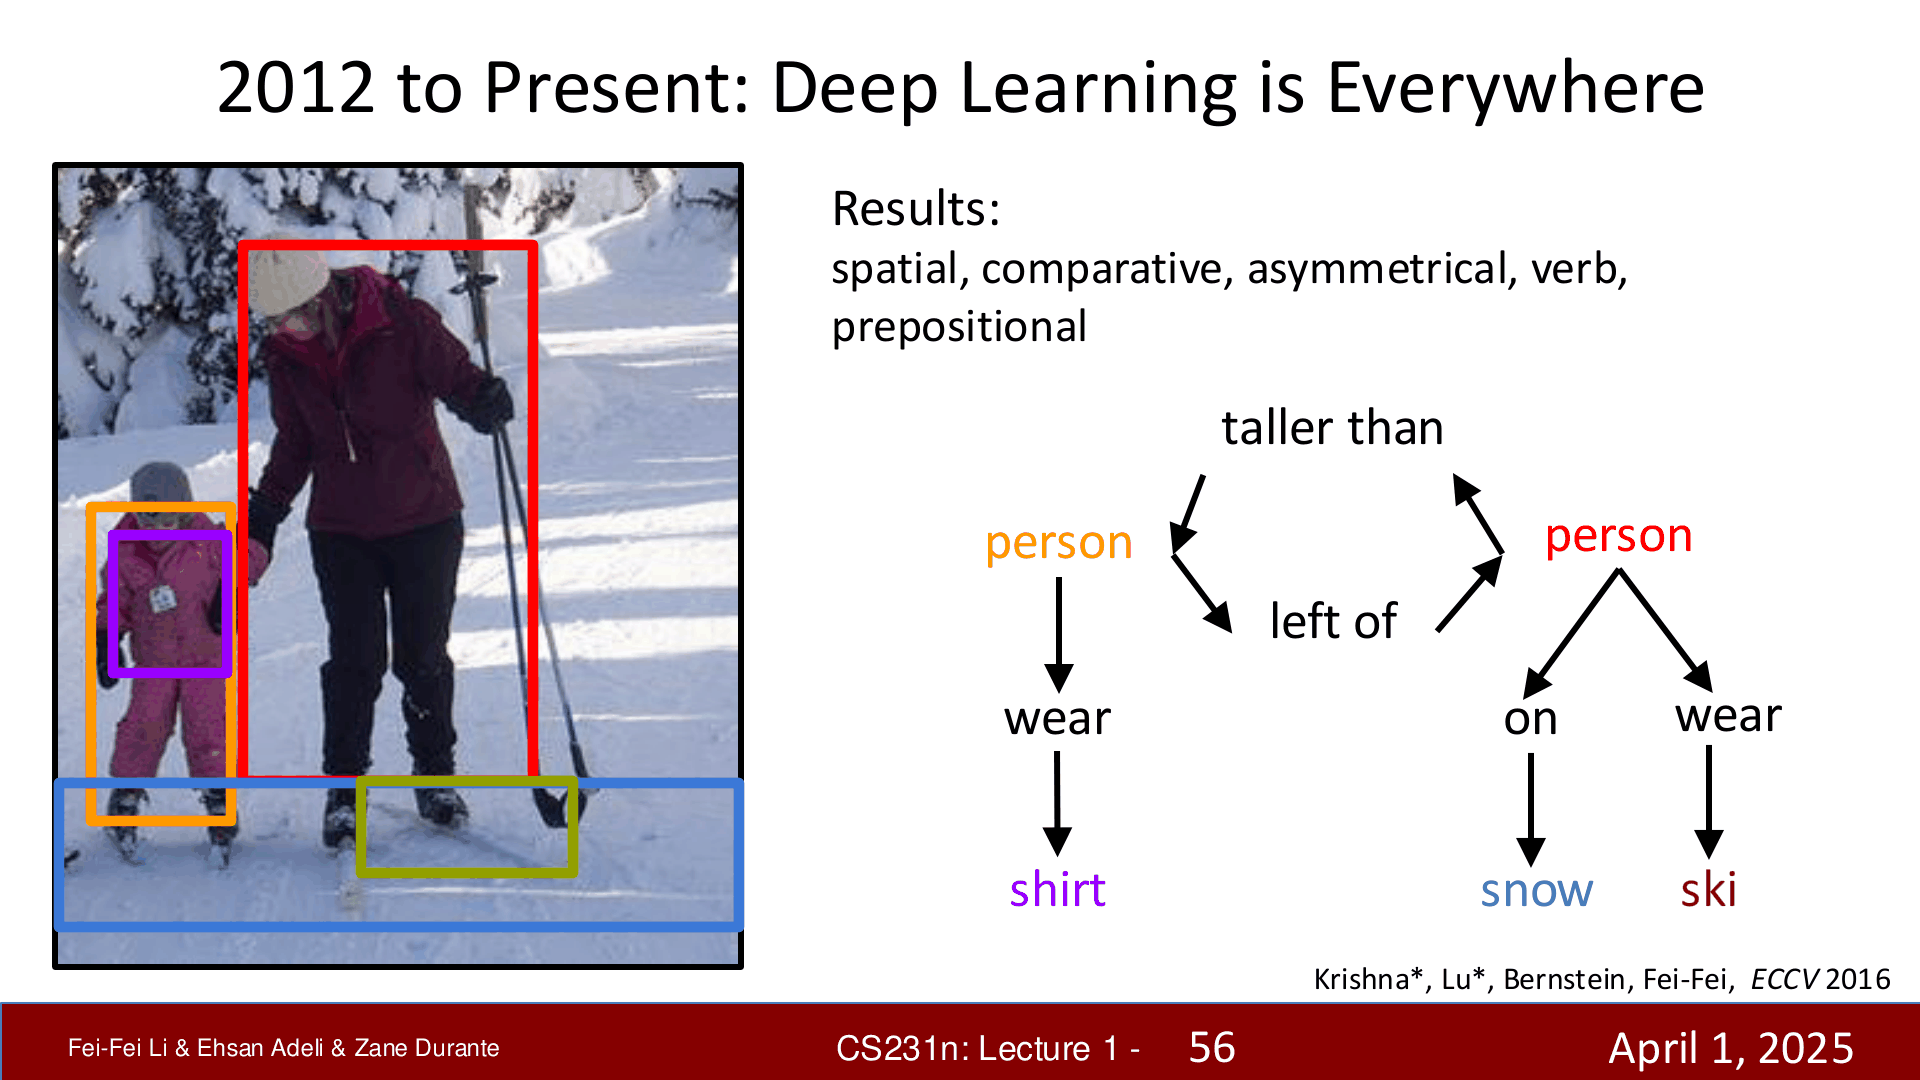 2012 to Present: Deep Learning is Everywhere
Results:
spatial, comparative, asymmetrical, verb,
prepositional
taller than
person
person
left of
wear
on
wear
shirt
snow
ski
Krishna*, Lu*, Bernstein, Fei-Fei, ECCV 2016
Fei-Fei Li & Ehsan Adeli & Zane Durante
CS231n: Lecture 1 - 56
April 1, 2025